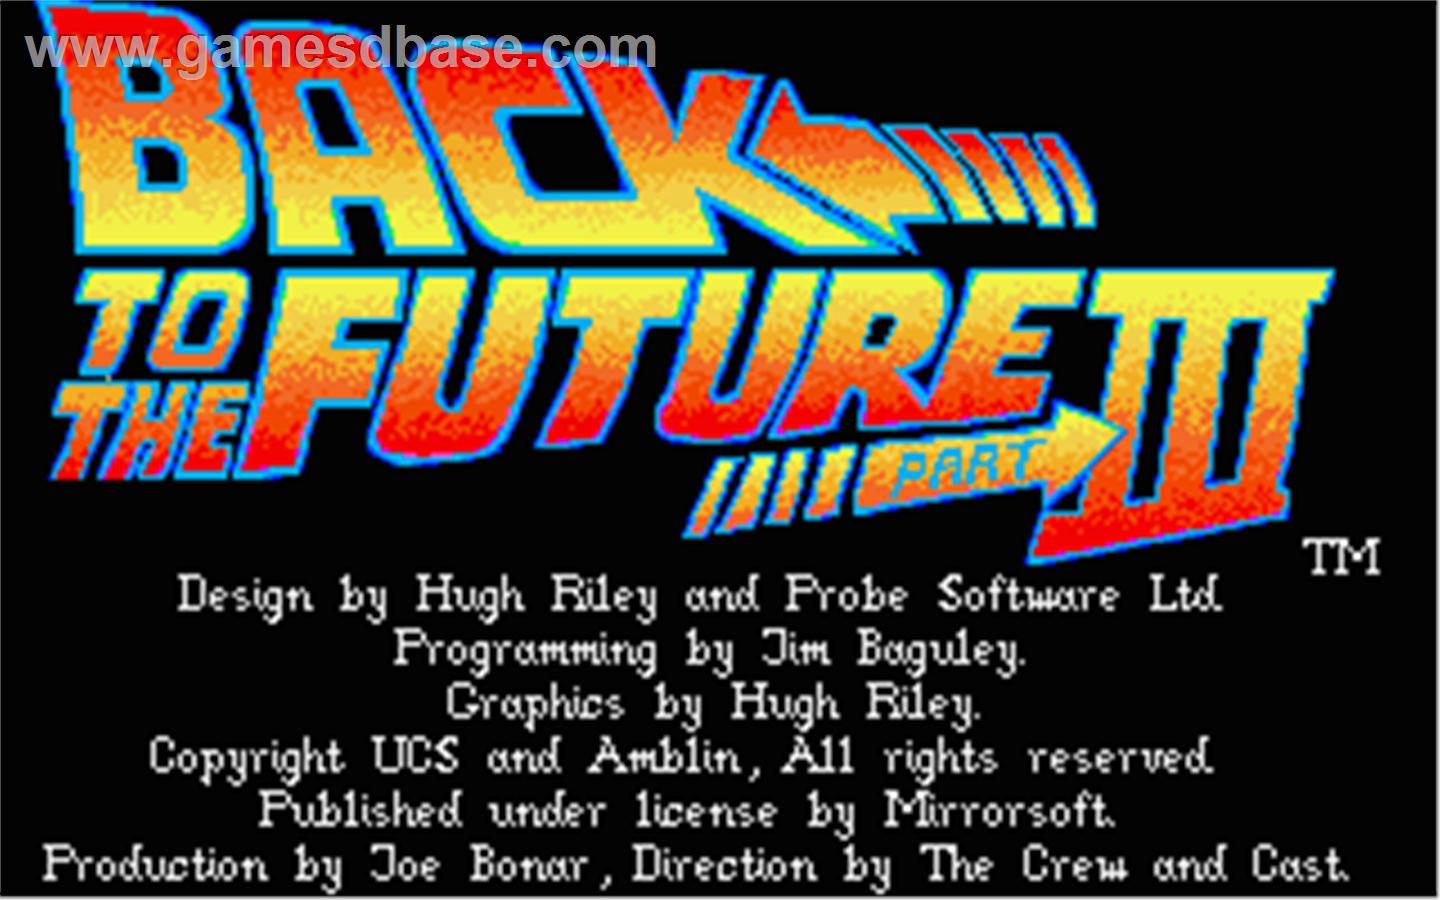 www.gamesdbase.com
BACK
TO THE FUTURE III
PART
TM
Design by Hugh Riley and Probe Software Ltd.
Programming by Jim Baguley.
Graphics by Hugh Riley.
Copyright UCS and Amblin, All rights reserved.
Published under license by Mirrorsoft.
Production by Joe Bonar, Direction by The Crew and Cast.